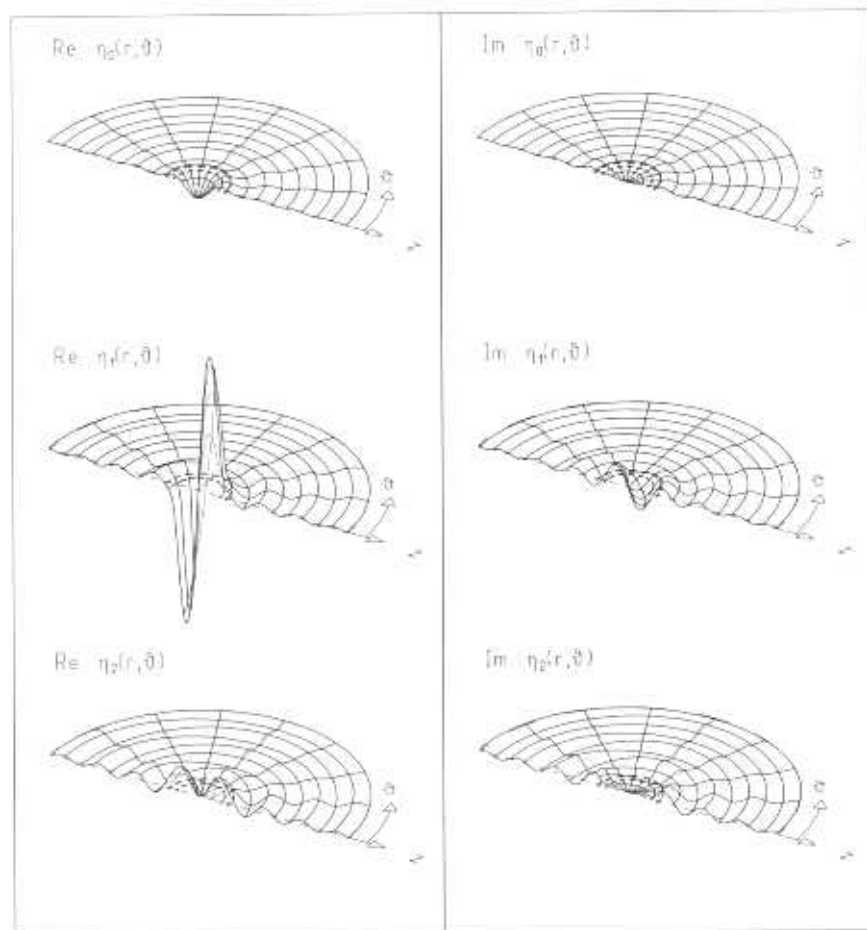 Re η₀(r,ϑ)
Im η₀(r,ϑ)
ϑ
r
ϑ
r
Re η₁(r,ϑ)
Im η₁(r,ϑ)
ϑ
r
ϑ
r
Re η₂(r,ϑ)
Im η₂(r,ϑ)
ϑ
r
ϑ
r